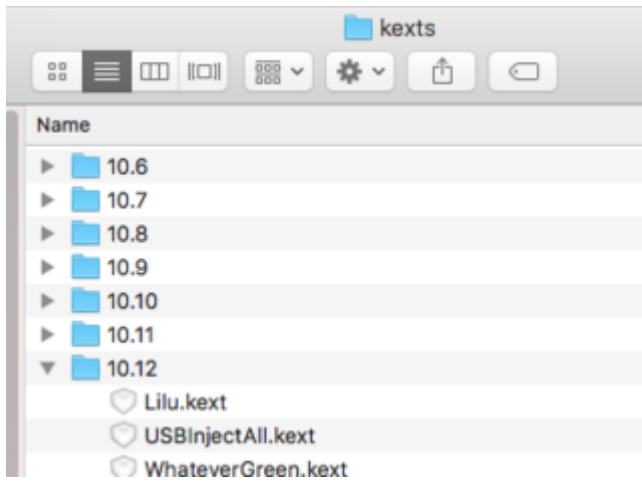 kexts
Name
10.6
10.7
10.8
10.9
10.10
10.11
10.12
Lilu.kext
USBInjectAll.kext
WhateverGreen.kext